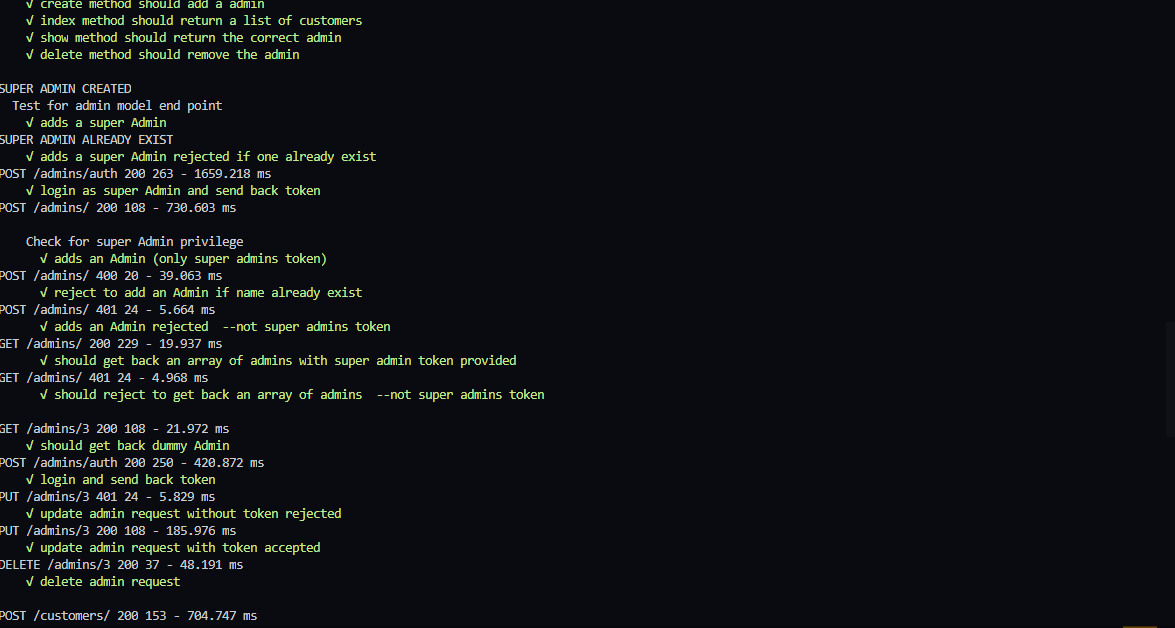 √ create method should add a admin
√ index method should return a list of customers
√ show method should return the correct admin
√ delete method should remove the admin
SUPER ADMIN CREATED
Test for admin model end point
√ adds a super Admin
SUPER ADMIN ALREADY EXIST
√ adds a super Admin rejected if one already exist
POST /admins/auth 200 263 - 1659.218 ms
√ login as super Admin and send back token
POST /admins/ 200 108 - 730.603 ms
Check for super Admin privilege
√ adds an Admin (only super admins token)
POST /admins/ 400 20 - 39.063 ms
√ reject to add an Admin if name already exist
POST /admins/ 401 24 - 5.664 ms
√ adds an Admin rejected  --not super admins token
GET /admins/ 200 229 - 19.937 ms
√ should get back an array of admins with super admin token provided
GET /admins/ 401 24 - 4.968 ms
√ should reject to get back an array of admins  --not super admins token
GET /admins/3 200 108 - 21.972 ms
√ should get back dummy Admin
POST /admins/auth 200 250 - 420.872 ms
√ login and send back token
PUT /admins/3 401 24 - 5.829 ms
√ update admin request without token rejected
PUT /admins/3 200 108 - 185.976 ms
√ update admin request with token accepted
DELETE /admins/3 200 37 - 48.191 ms
√ delete admin request
POST /customers/ 200 153 - 704.747 ms